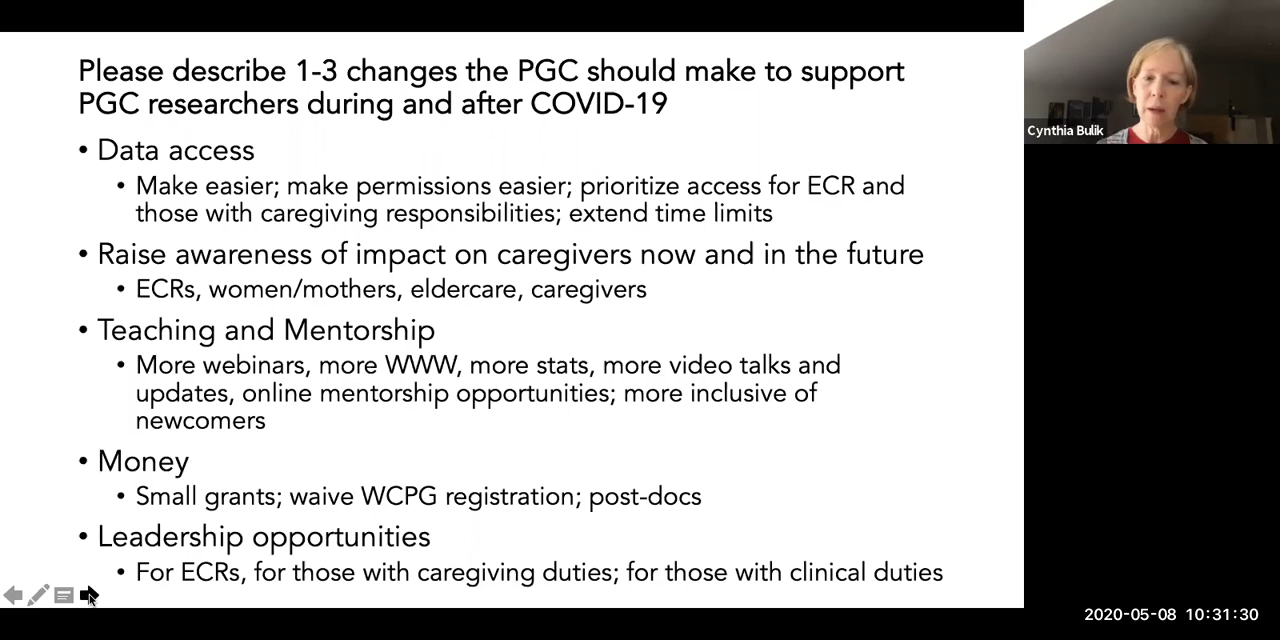 Please describe 1-3 changes the PGC should make to support
PGC researchers during and after COVID-19
• Data access
• Make easier; make permissions easier; prioritize access for ECR and
those with caregiving responsibilities; extend time limits
• Raise awareness of impact on caregivers now and in the future
• ECRs, women/mothers, eldercare, caregivers
• Teaching and Mentorship
• More webinars, more WWW, more stats, more video talks and
updates, online mentorship opportunities; more inclusive of
newcomers
• Money
• Small grants; waive WCPG registration; post-docs
• Leadership opportunities
• For ECRs, for those with caregiving duties; for those with clinical duties
Cynthia Bulik
2020-05-08 10:31:30